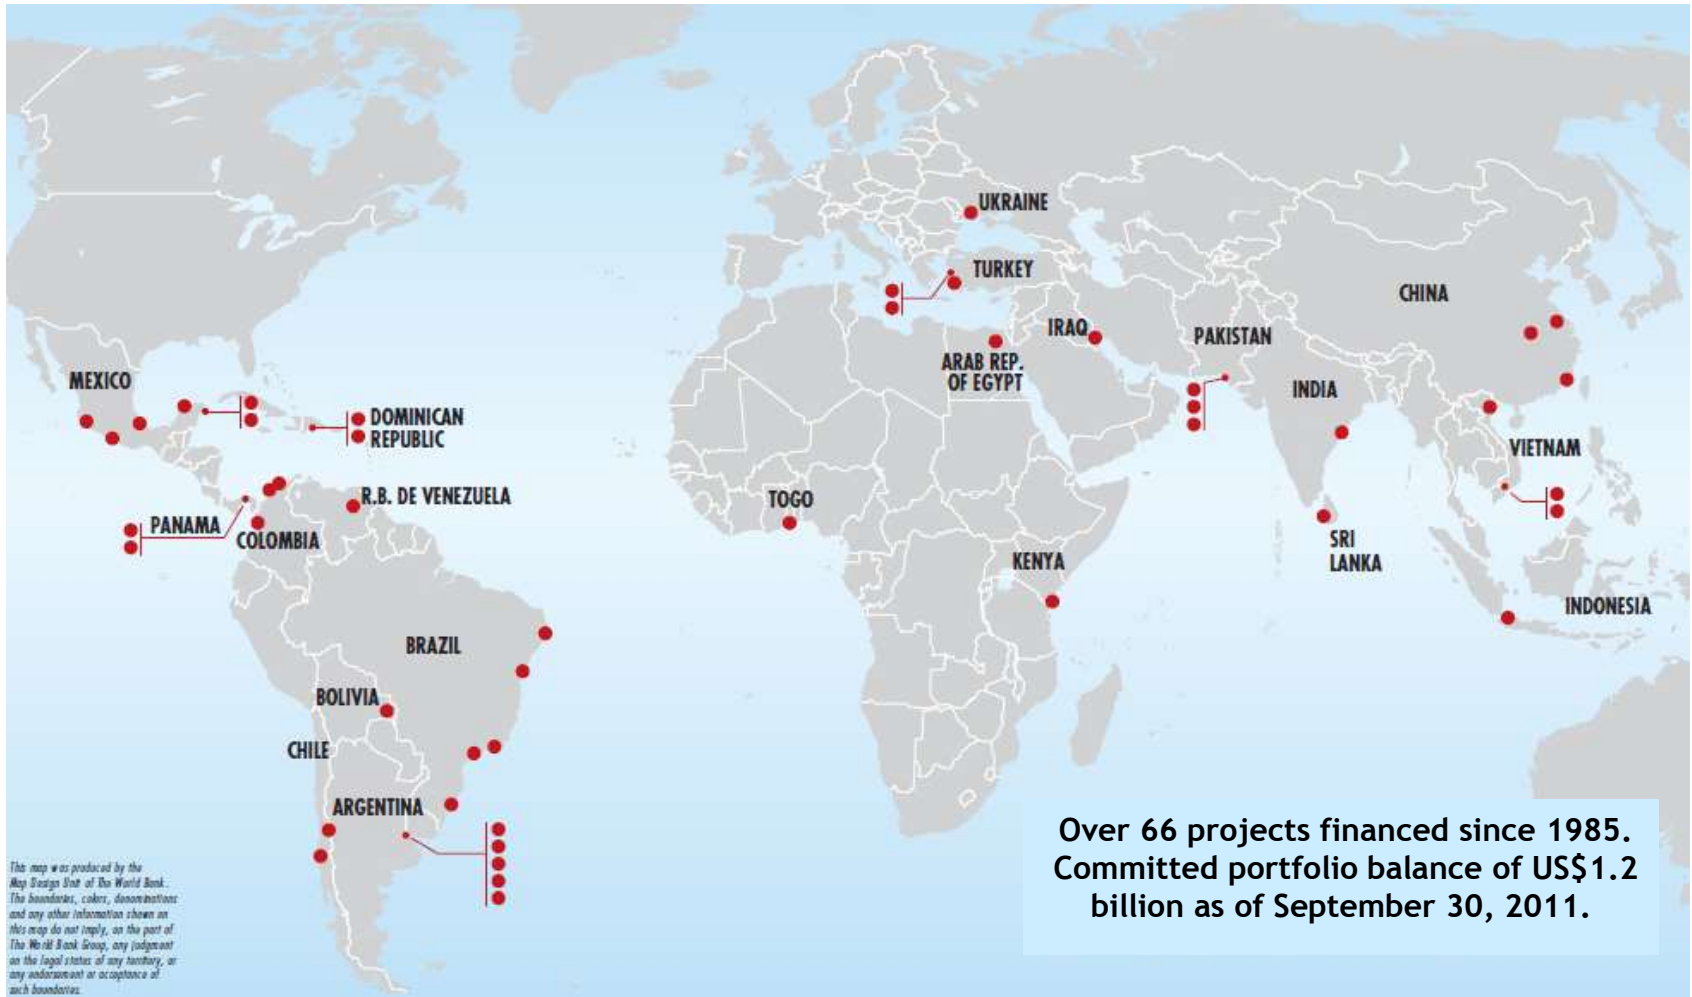 UKRAINE
TURKEY
CHINA
IRAQ
PAKISTAN
ARAB REP.
OF EGYPT
MEXICO
INDIA
DOMINICAN
REPUBLIC
VIETNAM
R.B. DE VENEZUELA
TOGO
PANAMA
COLOMBIA
SRI
LANKA
KENYA
INDONESIA
BRAZIL
BOLIVIA
CHILE
ARGENTINA
Over 66 projects financed since 1985.
Committed portfolio balance of US$1.2
billion as of September 30, 2011.
This map was produced by the
Map Design Unit of The World Bank.
The boundaries, colors, denominations
and any other information shown on
this map do not imply, on the part of
The World Bank Group, any judgment
on the legal status of any territory, or
any endorsement or acceptance of
such boundaries.